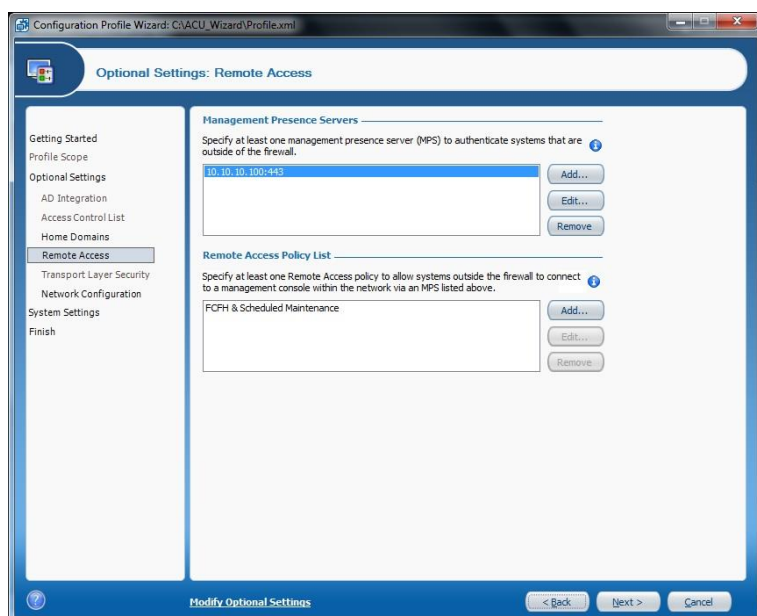 Configuration Profile Wizard: C:\ACU_Wizard\Profile.xml
Optional Settings: Remote Access
Getting Started
Profile Scope
Optional Settings
AD Integration
Access Control List
Home Domains
Remote Access
Transport Layer Security
Network Configuration
System Settings
Finish
Management Presence Servers
Specify at least one management presence server (MPS) to authenticate systems that are
outside of the firewall.
10.10.10.100:443
Add...
Edit...
Remove
Remote Access Policy List
Specify at least one Remote Access policy to allow systems outside the firewall to connect
to a management console within the network via an MPS listed above.
FCFH & Scheduled Maintenance
Add...
Edit...
Remove
Modify Optional Settings
< Back
Next >
Cancel